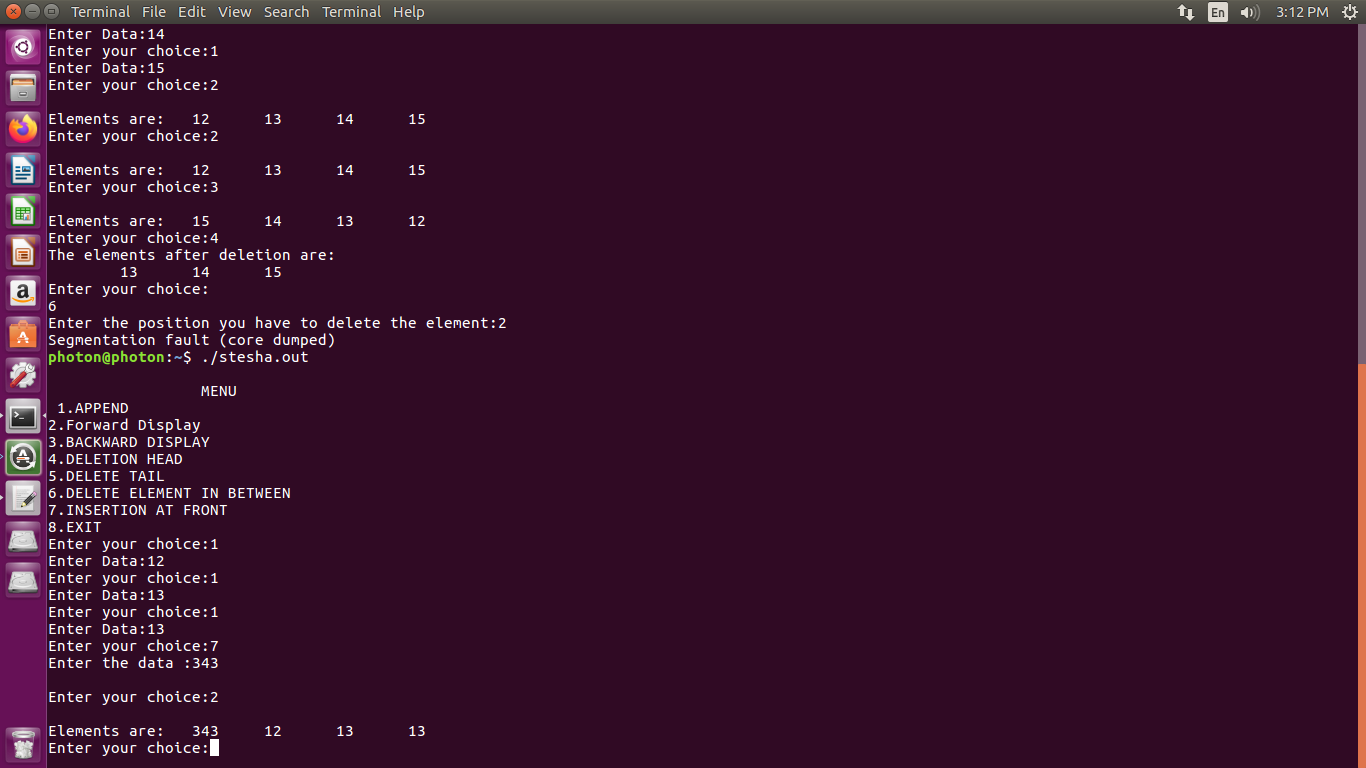 Terminal File Edit View Search Terminal Help En 3:12 PM
Enter Data:14
Enter your choice:1
Enter Data:15
Enter your choice:2
Elements are: 12 13 14 15
Enter your choice:2
Elements are: 12 13 14 15
Enter your choice:3
Elements are: 15 14 13 12
Enter your choice:4
The elements after deletion are:
13 14 15
Enter your choice:
6
Enter the position you have to delete the element:2
Segmentation fault (core dumped)
photon@photon:~$ ./stesha.out
MENU
1.APPEND
2.Forward Display
3.BACKWARD DISPLAY
4.DELETION HEAD
5.DELETE TAIL
6.DELETE ELEMENT IN BETWEEN
7.INSERTION AT FRONT
8.EXIT
Enter your choice:1
Enter Data:12
Enter your choice:1
Enter Data:13
Enter your choice:1
Enter Data:13
Enter your choice:7
Enter the data :343
Enter your choice:2
Elements are: 343 12 13 13
Enter your choice: